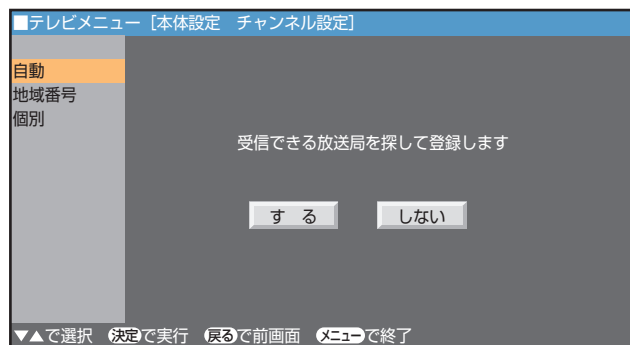 ■テレビメニュー［本体設定　チャンネル設定］
自動
地域番号
個別
受信できる放送局を探して登録します
する　しない
▼▲で選択　決定で実行　戻るで前画面　メニューで終了